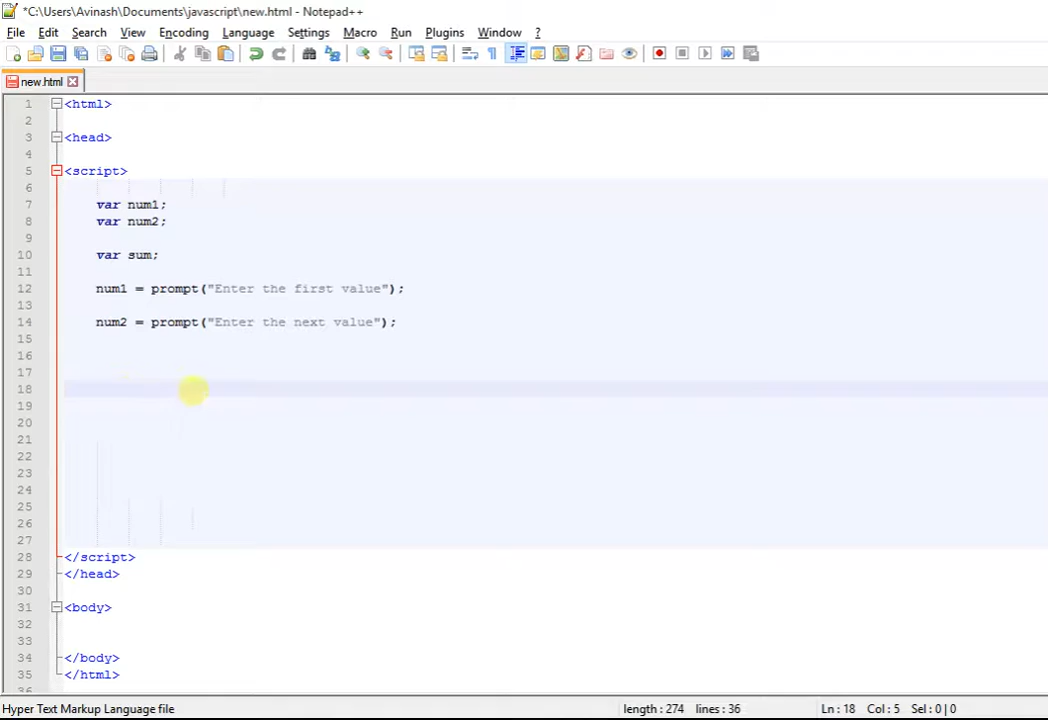 *C:\Users\Avinash\Documents\javascript\new.html - Notepad++
File Edit Search View Encoding Language Settings Macro Run Plugins Window ?
new.html
1 <html>
2
3 <head>
4
5 <script>
6
7 var num1;
8 var num2;
9
10 var sum;
11
12 num1 = prompt("Enter the first value");
13
14 num2 = prompt("Enter the next value");
15
16
17
18
19
20
21
22
23
24
25
26
27
28 </script>
29 </head>
30
31 <body>
32
33
34 </body>
35 </html>
36
Hyper Text Markup Language file length : 274 lines : 36 Ln : 18 Col : 5 Sel : 0 | 0